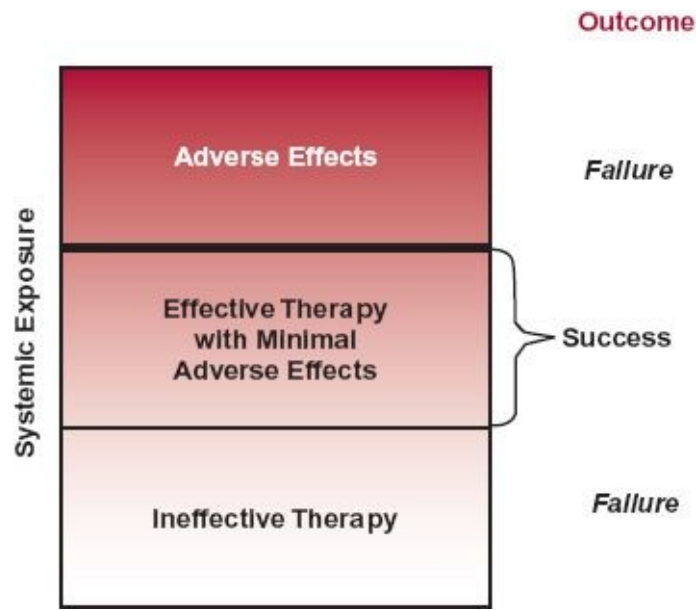 Outcome
Adverse Effects
Failure
Systemic Exposure
Effective Therapy
with Minimal
Adverse Effects
Success
Ineffective Therapy
Failure